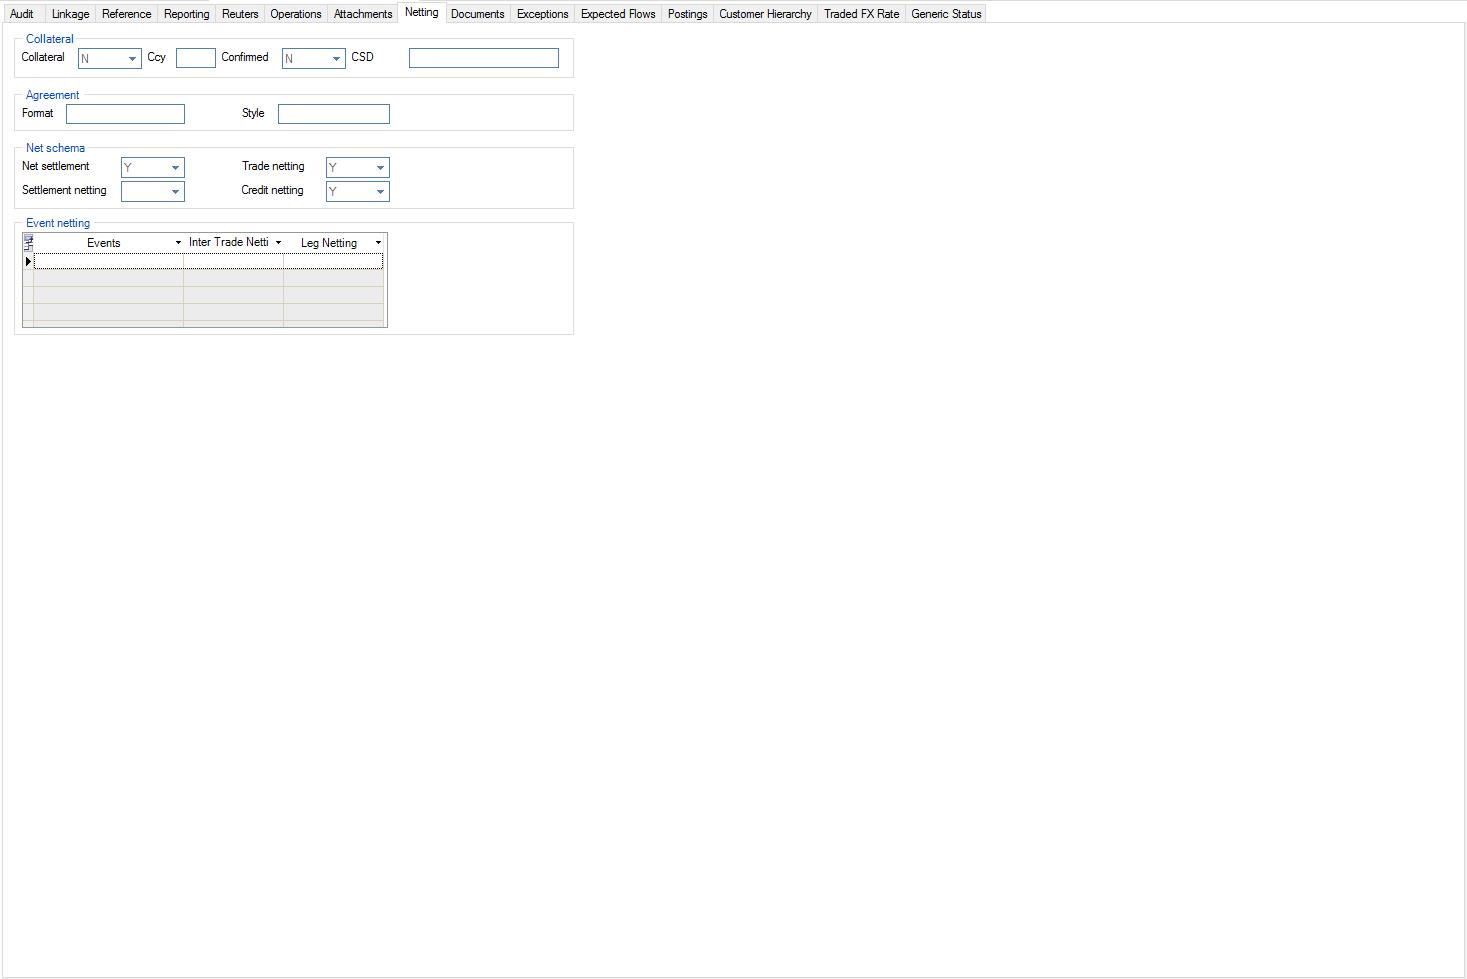 Audit Linkage Reference Reporting Reuters Operations Attachments Netting Documents Exceptions Expected Flows Postings Customer Hierarchy Traded FX Rate Generic Status
Collateral
Collateral N Ccy Confirmed N CSD
Agreement
Format Style
Net schema
Net settlement Y Trade netting Y
Settlement netting Credit netting Y
Event netting
Events Inter Trade Netti Leg Netting